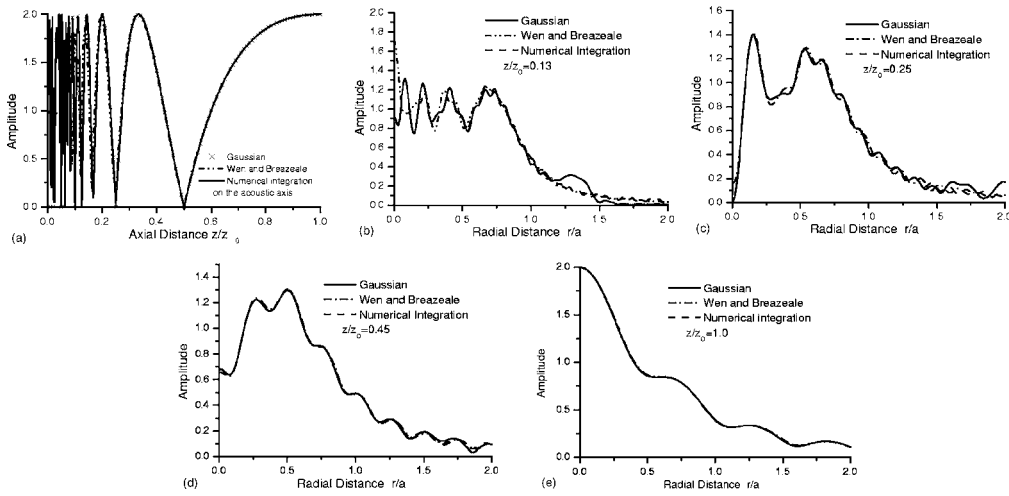 2.0
1.5
1.0
0.5
0.0
Amplitude
Gaussian
Wen and Breazeale
Numerical integration
on the acoustic axis
0.0 0.2 0.4 0.6 0.8 1.0
Axial Distance z/z0
(a)
2.0
1.8
1.6
1.4
1.2
1.0
0.8
0.6
0.4
0.2
0.0
Amplitude
Gaussian
Wen and Breazeale
Numerical Integration
z/z0=0.13
0.0 0.5 1.0 1.5 2.0
Radial Distance r/a
(b)
1.6
1.4
1.2
1.0
0.8
0.6
0.4
0.2
0.0
Amplitude
Gaussian
Wen and Breazeale
Numerical Integration
z/z0=0.25
0.0 0.5 1.0 1.5 2.0
Radial Distance r/a
(c)
1.4
1.2
1.0
0.8
0.6
0.4
0.2
0.0
Amplitude
Gaussian
Wen and Breazeale
Numerical Integration
z/z0=0.45
0.0 0.5 1.0 1.5 2.0
Radial Distance r/a
(d)
2.0
1.5
1.0
0.5
0.0
Amplitude
Gaussian
Wen and Breazeale
Numerical integration
z/z0=1.0
0.0 0.5 1.0 1.5 2.0
Radial Distance r/a
(e)